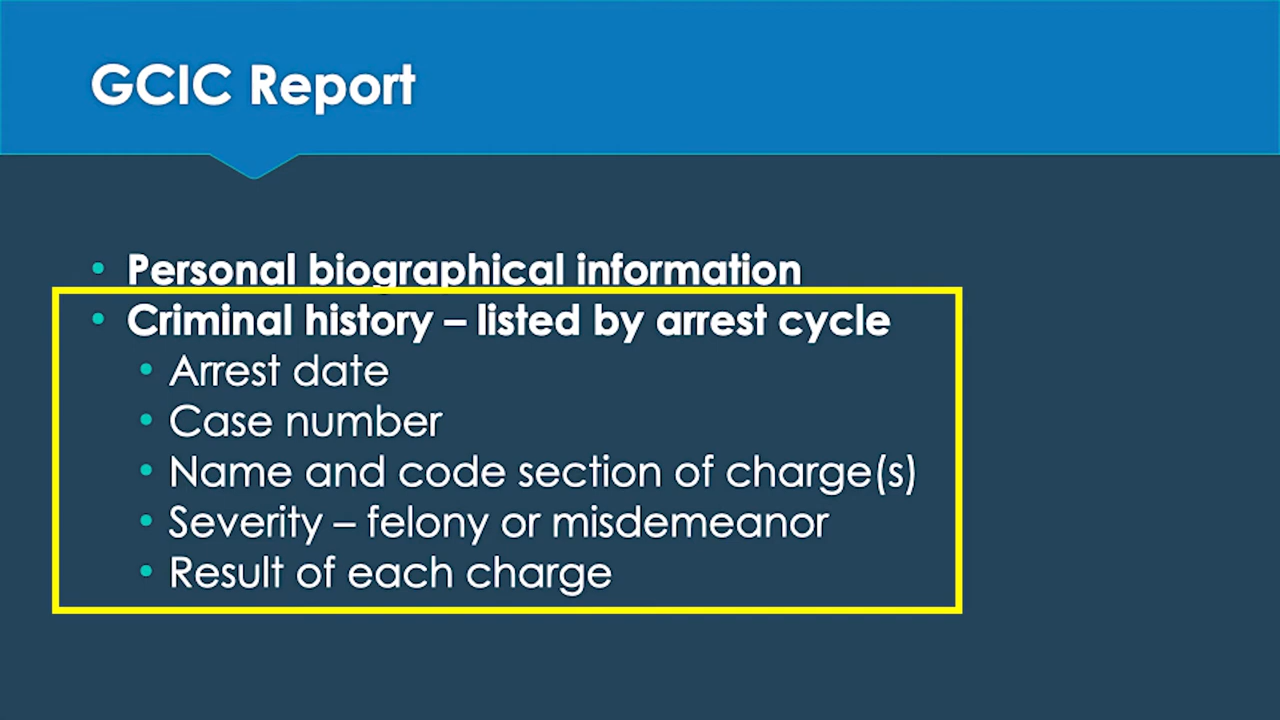 GCIC Report
• Personal biographical information
• Criminal history – listed by arrest cycle
• Arrest date
• Case number
• Name and code section of charge(s)
• Severity – felony or misdemeanor
• Result of each charge